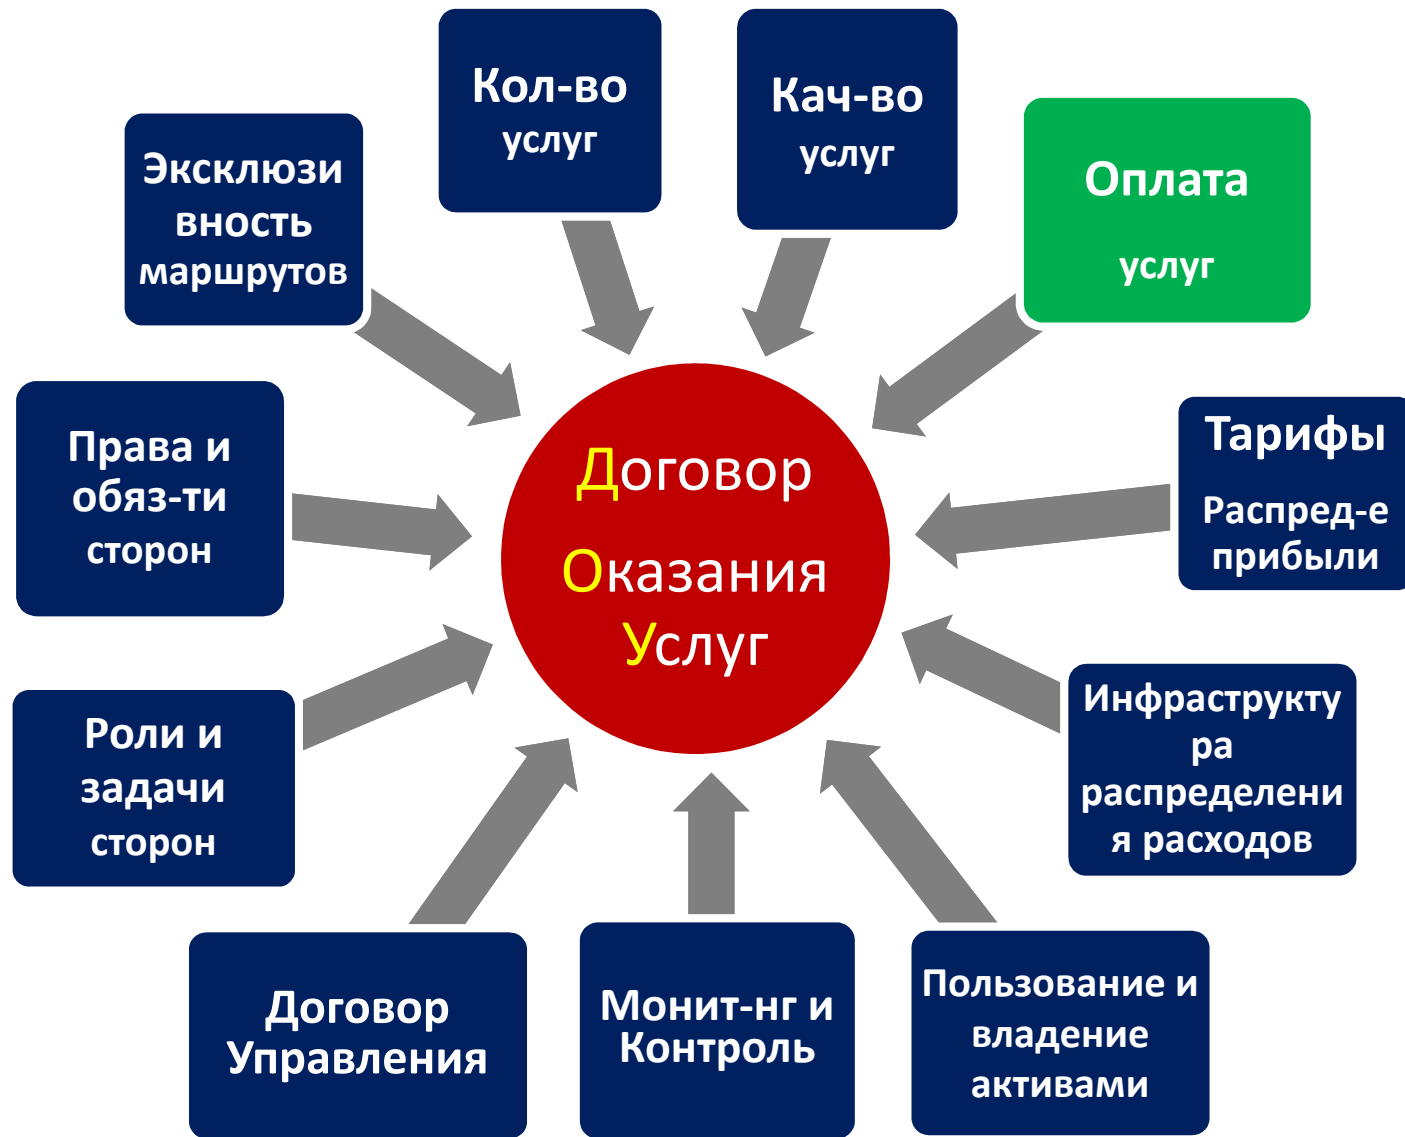 Кол-во
услуг
Кач-во
услуг
Оплата
услуг
Эксклюзи
вность
маршрутов
Права и
обяз-ти
сторон
Договор
Оказания
Услуг
Тарифы
Распред-е
прибыли
Роли и
задачи
сторон
Инфраструкту
ра
распределени
я расходов
Договор
Управления
Монит-нг и
Контроль
Пользование и
владение
активами